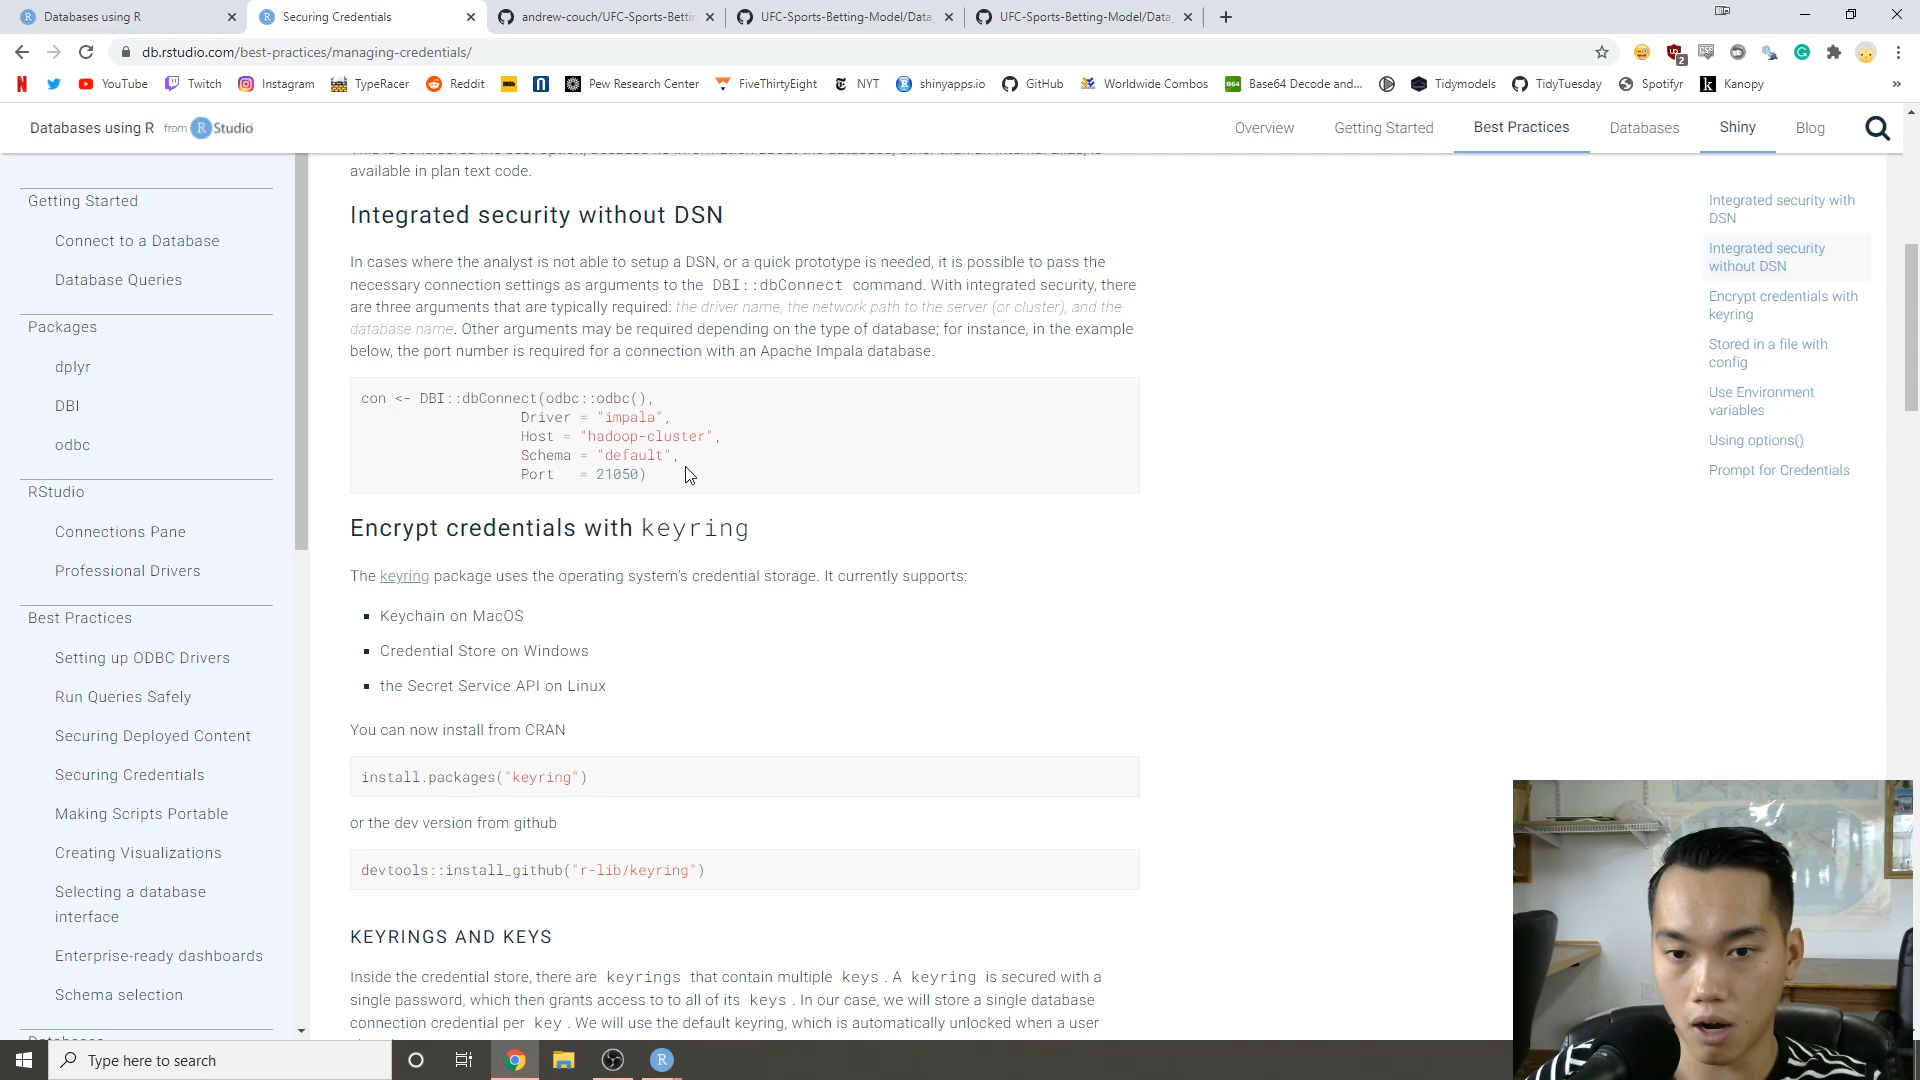 Databases using R
Securing Credentials
andrew-couch/UFC-Sports-Bettin
UFC-Sports-Betting-Model/Data_
UFC-Sports-Betting-Model/Data_
db.rstudio.com/best-practices/managing-credentials/
2
YouTube
Twitch
Instagram
TypeRacer
Reddit
Pew Research Center
FiveThirtyEight
NYT
shinyapps.io
GitHub
Worldwide Combos
Base64 Decode and...
Tidymodels
TidyTuesday
Spotifyr
Kanopy
»
Databases using R from R Studio
Overview
Getting Started
Best Practices
Databases
Shiny
Blog
Getting Started
Connect to a Database
Database Queries
Packages
dplyr
DBI
odbc
RStudio
Connections Pane
Professional Drivers
Best Practices
Setting up ODBC Drivers
Run Queries Safely
Securing Deployed Content
Securing Credentials
Making Scripts Portable
Creating Visualizations
Selecting a database
interface
Enterprise-ready dashboards
Schema selection
available in plan text code.
Integrated security without DSN
In cases where the analyst is not able to setup a DSN, or a quick prototype is needed, it is possible to pass the
necessary connection settings as arguments to the DBI::dbConnect command. With integrated security, there
are three arguments that are typically required: the driver name, the network path to the server (or cluster), and the
database name. Other arguments may be required depending on the type of database; for instance, in the example
below, the port number is required for a connection with an Apache Impala database.
con <- DBI::dbConnect(odbc::odbc(),
Driver = "impala",
Host = "hadoop-cluster",
Schema = "default",
Port = 21050)
Encrypt credentials with keyring
The keyring package uses the operating system's credential storage. It currently supports:
▪ Keychain on MacOS
▪ Credential Store on Windows
▪ the Secret Service API on Linux
You can now install from CRAN
install.packages("keyring")
or the dev version from github
devtools::install_github("r-lib/keyring")
KEYRINGS AND KEYS
Inside the credential store, there are keyrings that contain multiple keys . A keyring is secured with a
single password, which then grants access to to all of its keys . In our case, we will store a single database
connection credential per key . We will use the default keyring, which is automatically unlocked when a user
Integrated security with
DSN
Integrated security
without DSN
Encrypt credentials with
keyring
Stored in a file with
config
Use Environment
variables
Using options()
Prompt for Credentials
Type here to search